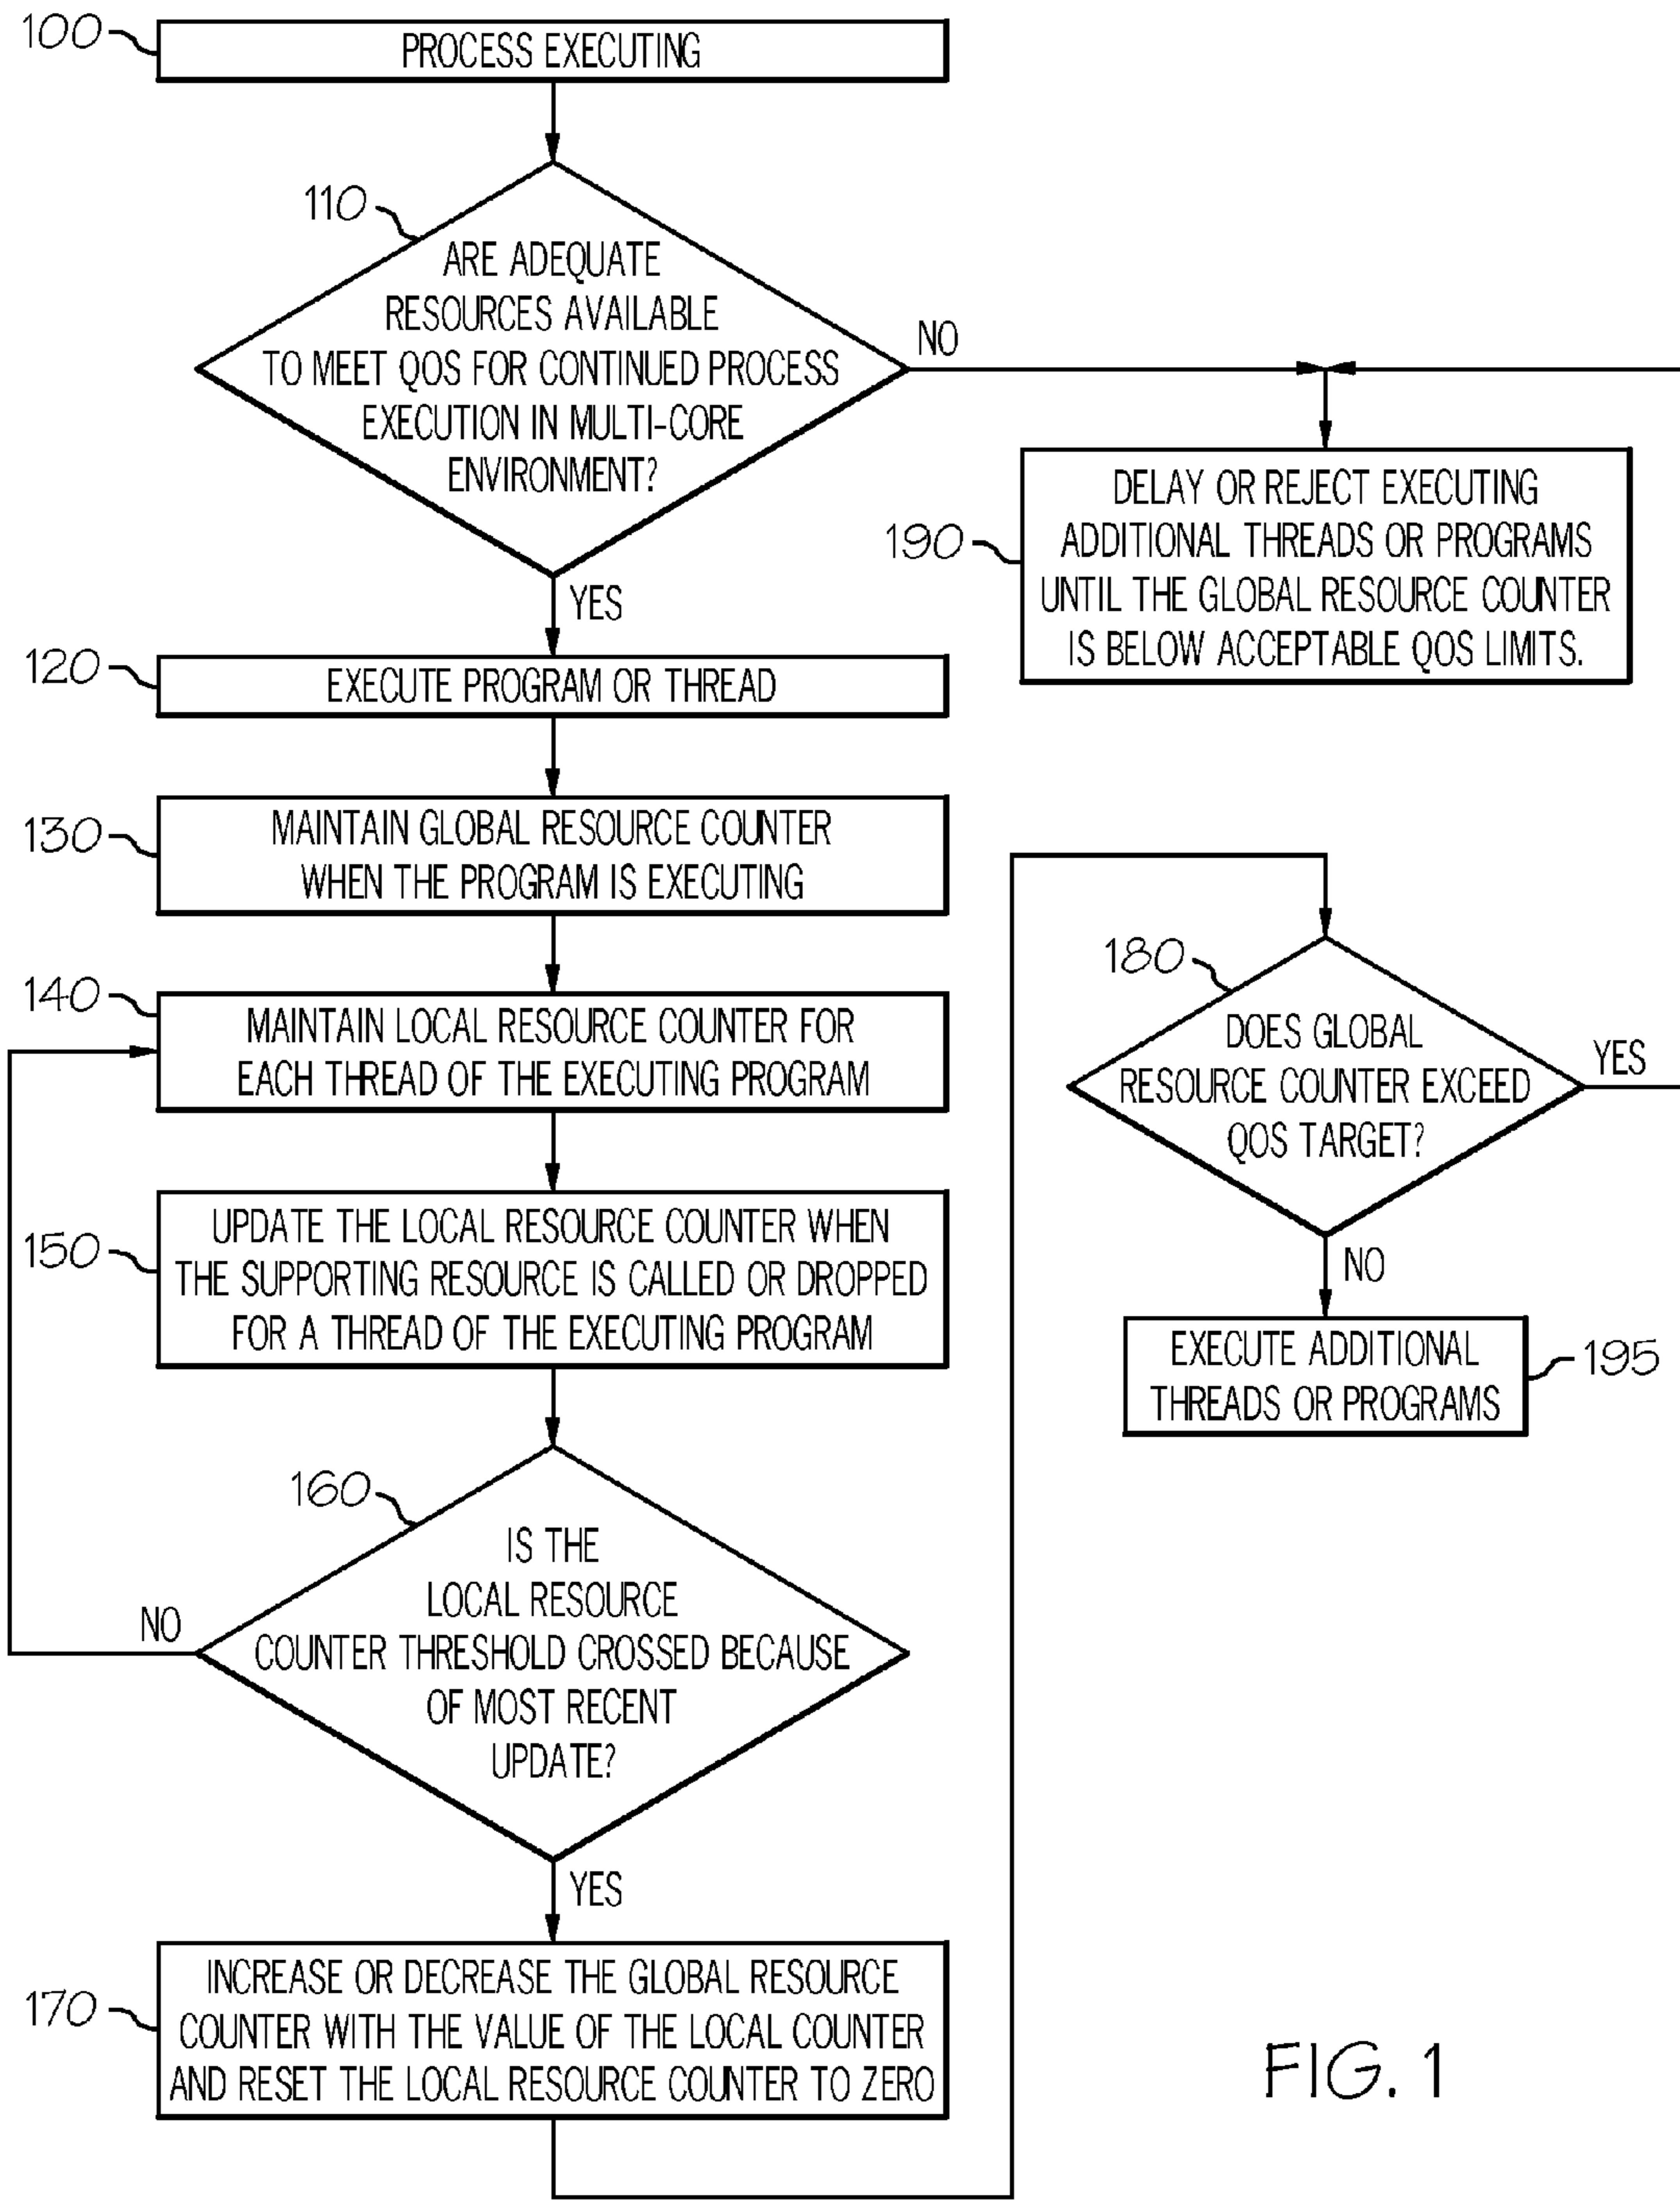 100
PROCESS EXECUTING
110
ARE ADEQUATE
RESOURCES AVAILABLE
TO MEET QOS FOR CONTINUED PROCESS
EXECUTION IN MULTI-CORE
ENVIRONMENT?
NO
YES
190
DELAY OR REJECT EXECUTING
ADDITIONAL THREADS OR PROGRAMS
UNTIL THE GLOBAL RESOURCE COUNTER
IS BELOW ACCEPTABLE QOS LIMITS.
120
EXECUTE PROGRAM OR THREAD
130
MAINTAIN GLOBAL RESOURCE COUNTER
WHEN THE PROGRAM IS EXECUTING
140
MAINTAIN LOCAL RESOURCE COUNTER FOR
EACH THREAD OF THE EXECUTING PROGRAM
150
UPDATE THE LOCAL RESOURCE COUNTER WHEN
THE SUPPORTING RESOURCE IS CALLED OR DROPPED
FOR A THREAD OF THE EXECUTING PROGRAM
160
IS THE
LOCAL RESOURCE
COUNTER THRESHOLD CROSSED BECAUSE
OF MOST RECENT
UPDATE?
NO
YES
170
INCREASE OR DECREASE THE GLOBAL RESOURCE
COUNTER WITH THE VALUE OF THE LOCAL COUNTER
AND RESET THE LOCAL RESOURCE COUNTER TO ZERO
180
DOES GLOBAL
RESOURCE COUNTER EXCEED
QOS TARGET?
YES
NO
EXECUTE ADDITIONAL
THREADS OR PROGRAMS
195
FIG. 1